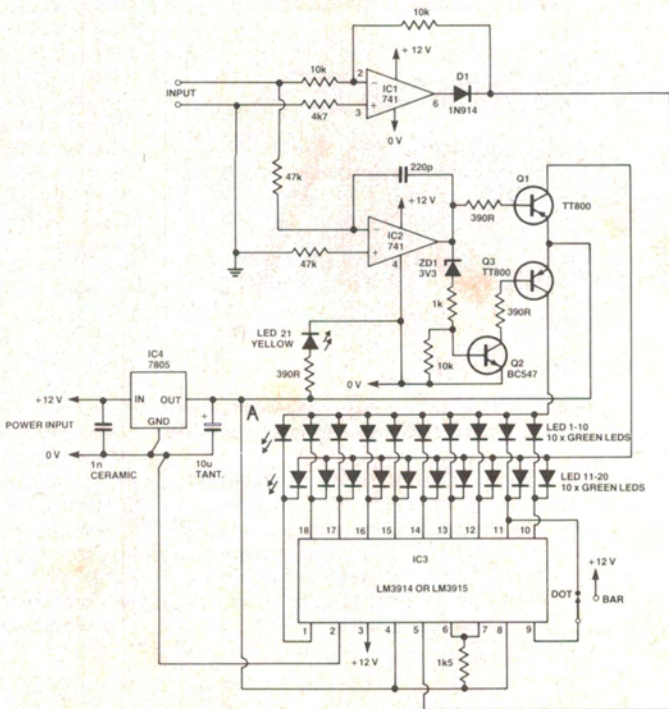 10k
+ 12 V
10k
2
−
IC1
741
+
3
6
D1
1N914
INPUT
4k7
0 V
220p
47k
+ 12 V
Q1
TT800
390R
−
IC2
741
+
4
47k
ZD1
3V3
Q3
TT800
390R
1k
LED 21
YELLOW
390R
10k
Q2
BC547
0 V
IC4
7805
IN
OUT
GND
+ 12 V
A
POWER INPUT
0 V
1n
CERAMIC
+
10u
TANT.
LED 1-10
10 x GREEN LEDS
LED 11-20
10 x GREEN LEDS
18
17
16
15
14
13
12
11
10
IC3
LM3914 OR LM3915
DOT
+ 12 V
BAR
1
2
3
4
5
6
7
8
9
+ 12 V
1k5